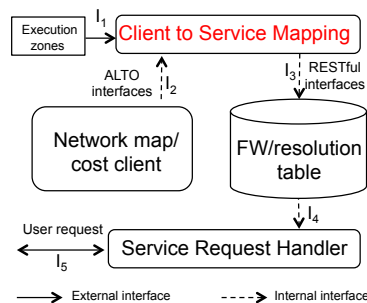 Execution
zones
I1
Client to Service Mapping
ALTO
interfaces
I2
I3
RESTful
interfaces
Network map/
cost client
FW/resolution
table
I4
User request
I5
Service Request Handler
External interface
Internal interface